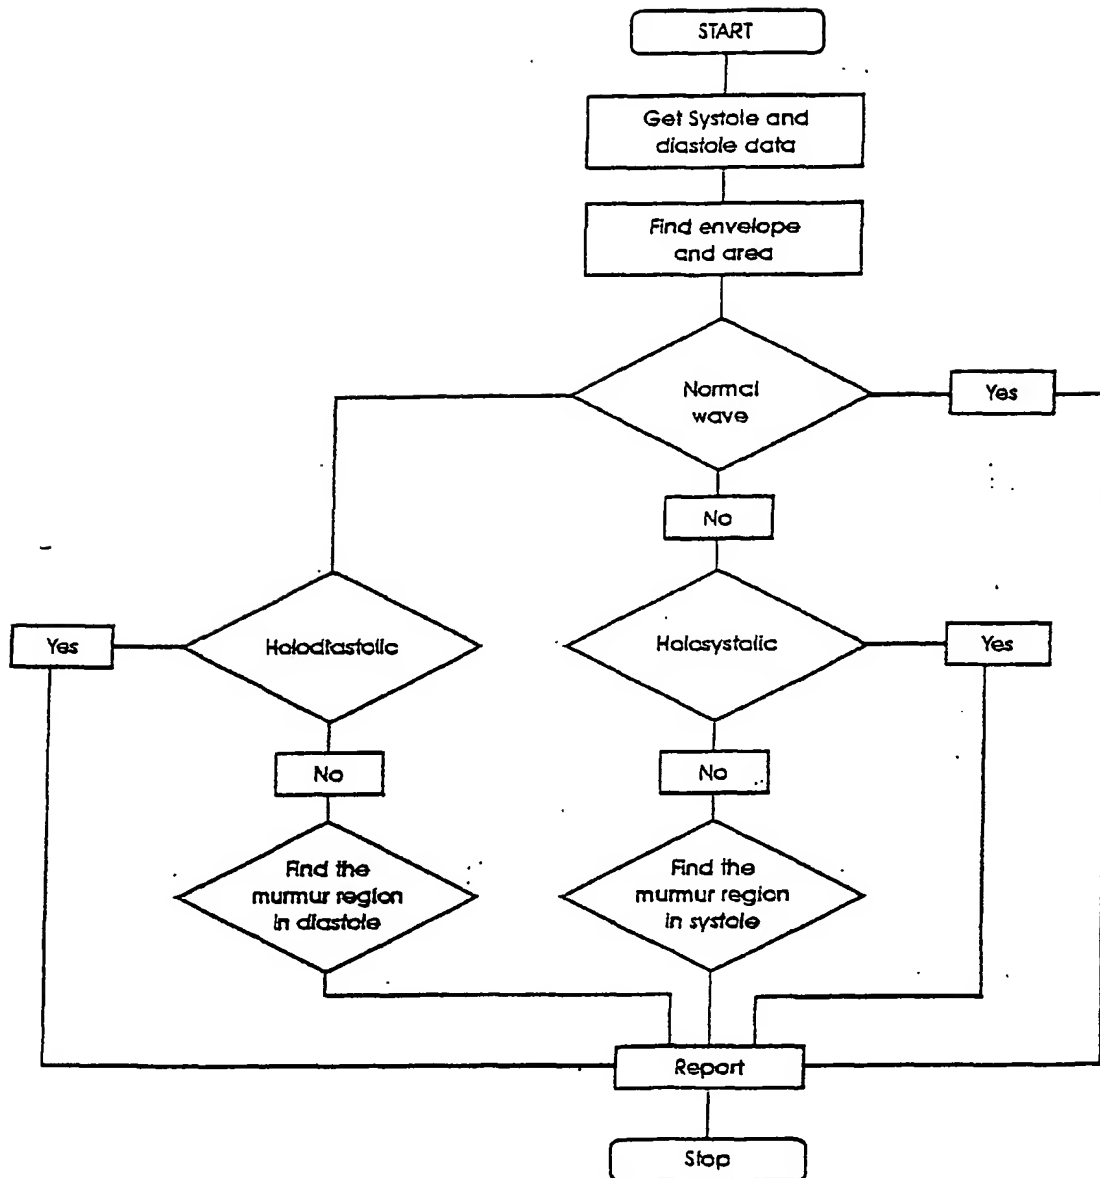 START
Get Systole and
diastole data
Find envelope
and area
Normal
wave
Yes
No
Yes
Holodiastolic
Holosystolic
Yes
No
No
Find the
murmur region
in diastole
Find the
murmur region
in systole
Report
Stop